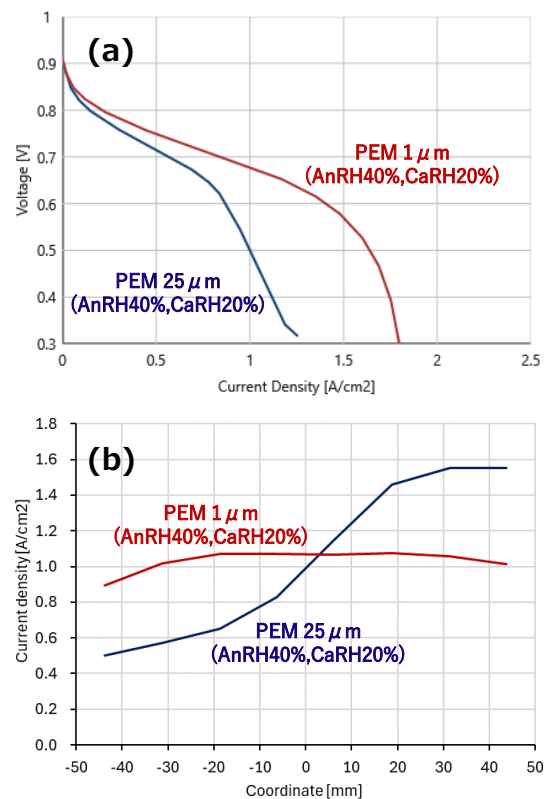 (a)
1
0.9
0.8
0.7
0.6
0.5
0.4
0.3
Voltage [V]
PEM 1μm
(AnRH40%,CaRH20%)
PEM 25μm
(AnRH40%,CaRH20%)
0 0.5 1 1.5 2 2.5
Current Density [A/cm2]
(b)
1.8
1.6
1.4
1.2
1.0
0.8
0.6
0.4
0.2
0.0
Current density [A/cm2]
PEM 1μm
(AnRH40%,CaRH20%)
PEM 25μm
(AnRH40%,CaRH20%)
-50 -40 -30 -20 -10 0 10 20 30 40 50
Coordinate [mm]